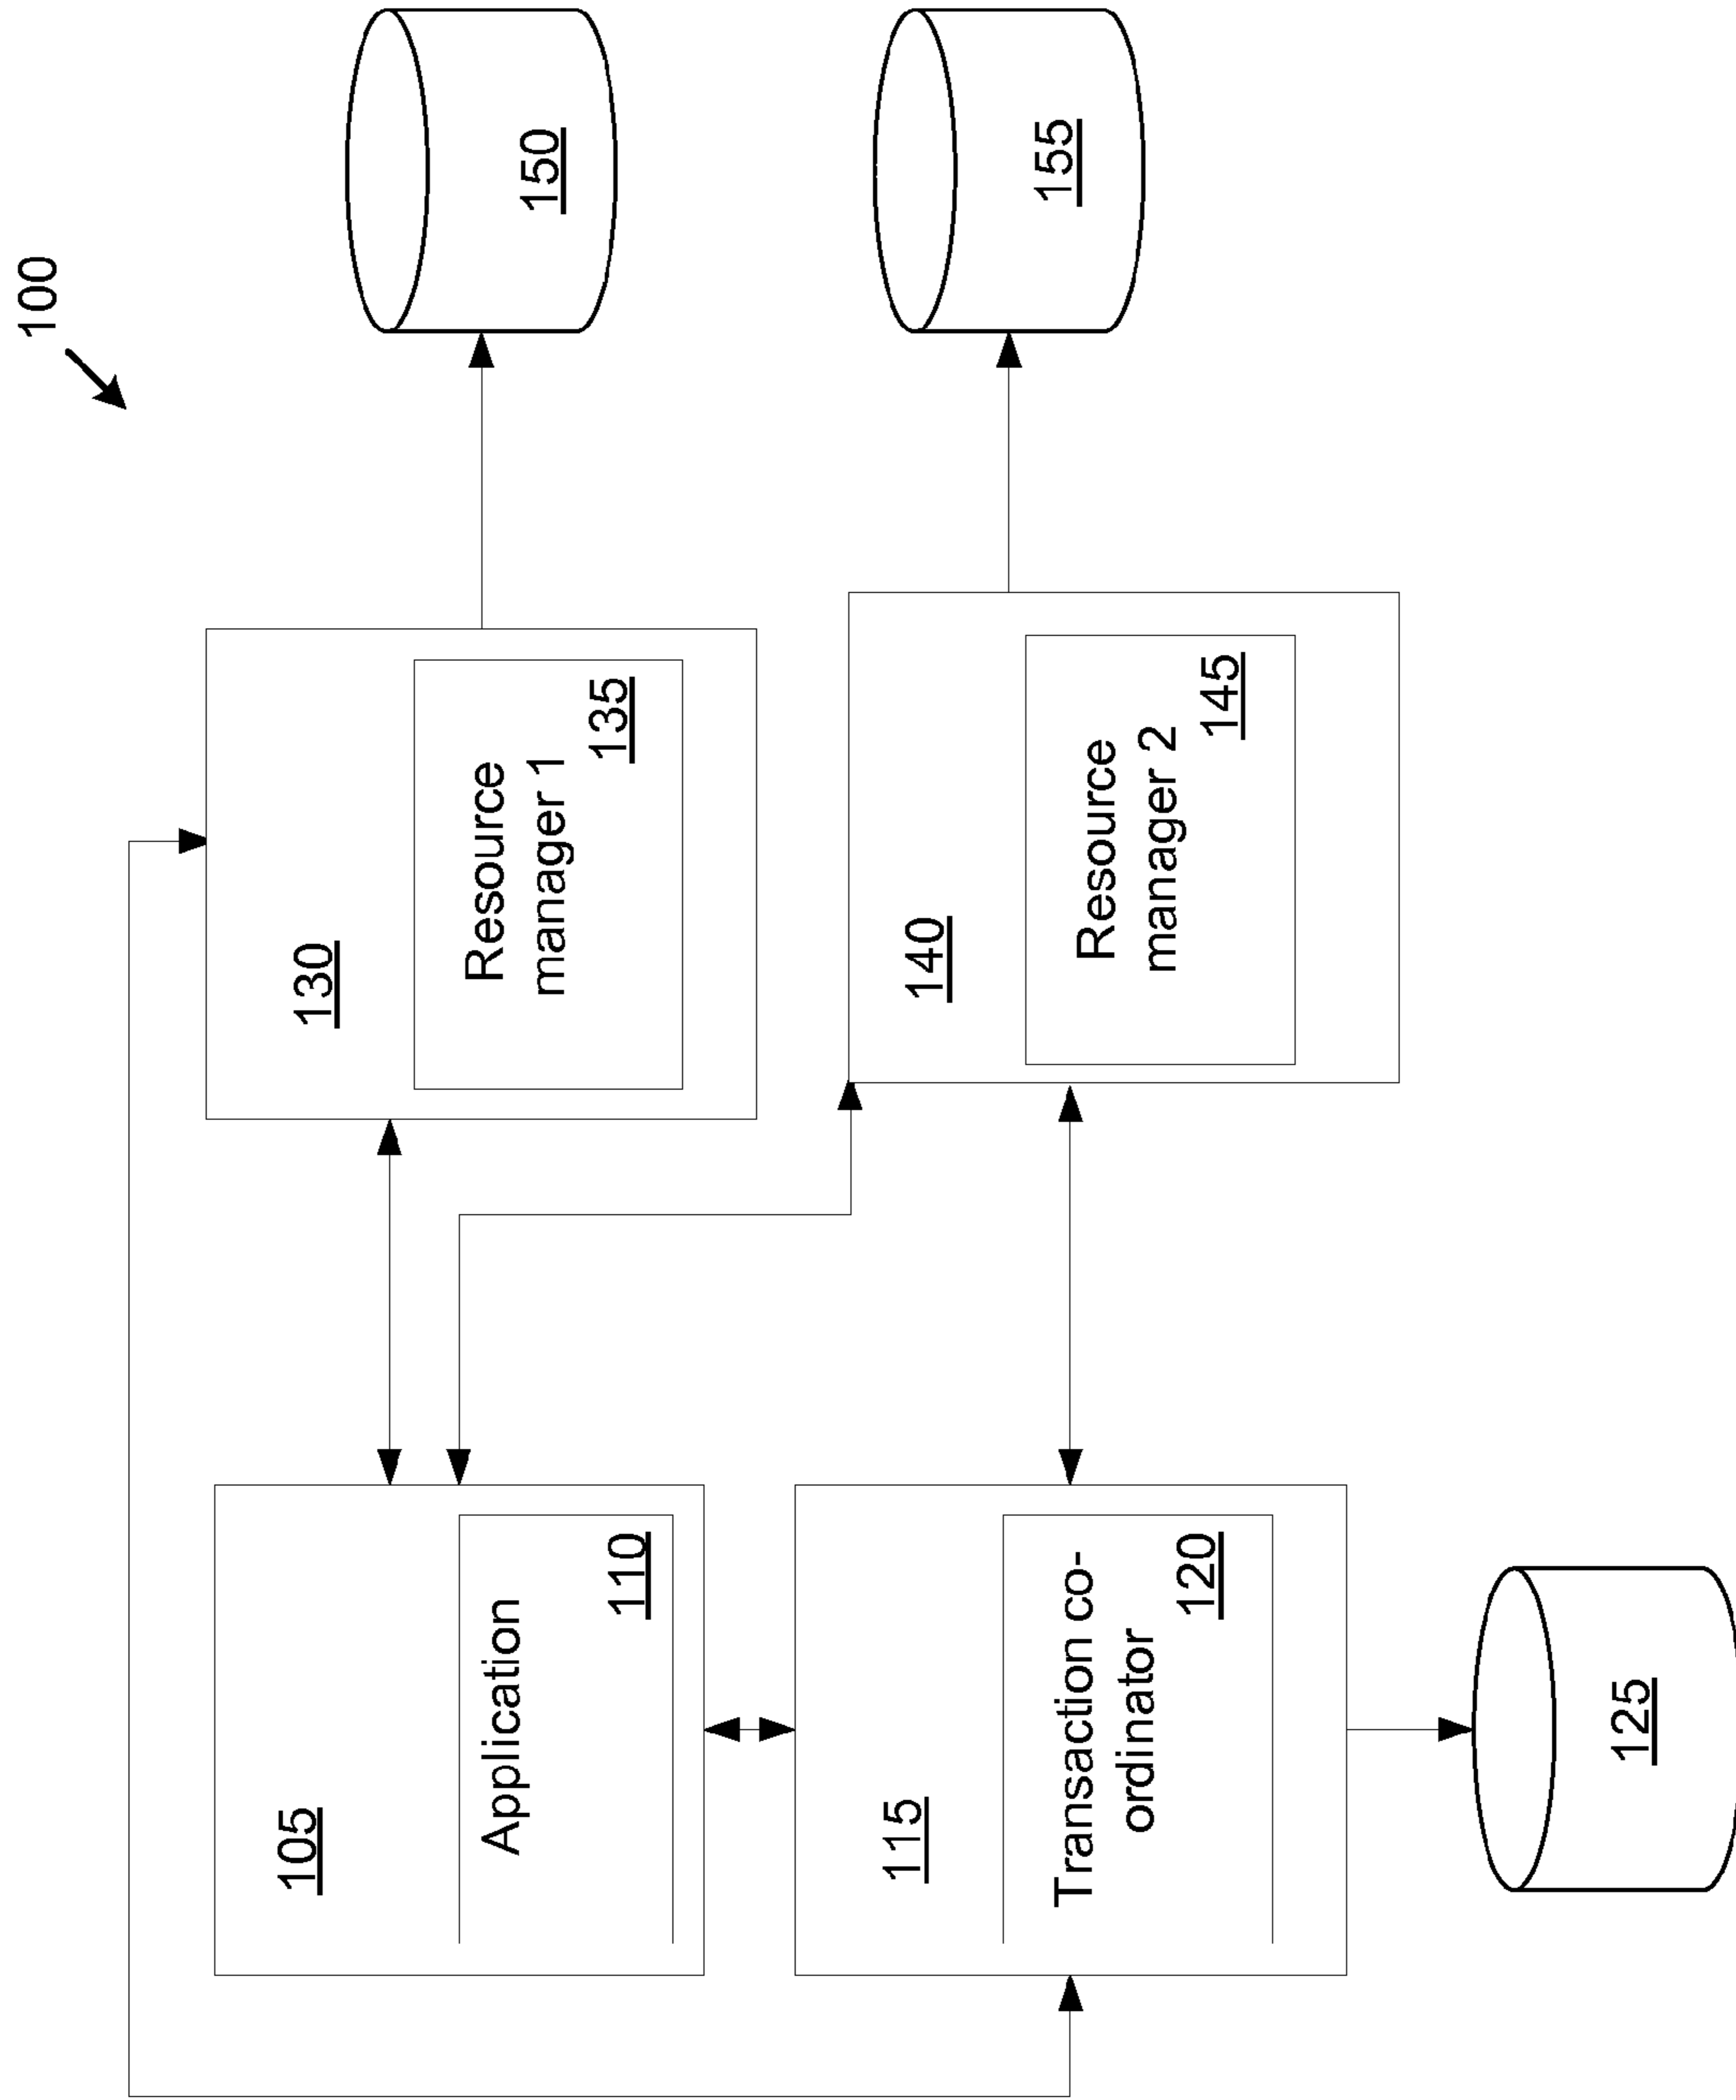 100
105
Application
110
130
Resource
manager 1
135
150
115
Transaction co-
ordinator
120
140
Resource
manager 2
145
155
125